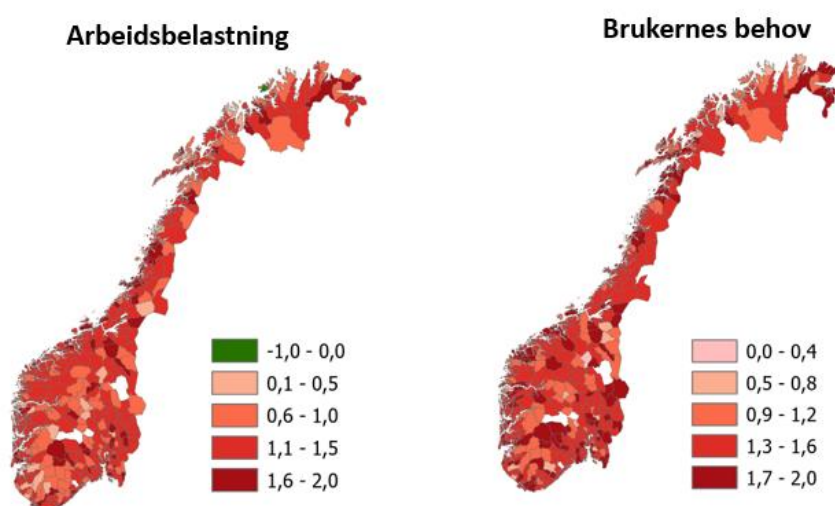 Arbeidsbelastning
Brukernes behov
-1,0 - 0,0
0,1 - 0,5
0,6 - 1,0
1,1 - 1,5
1,6 - 2,0
0,0 - 0,4
0,5 - 0,8
0,9 - 1,2
1,3 - 1,6
1,7 - 2,0